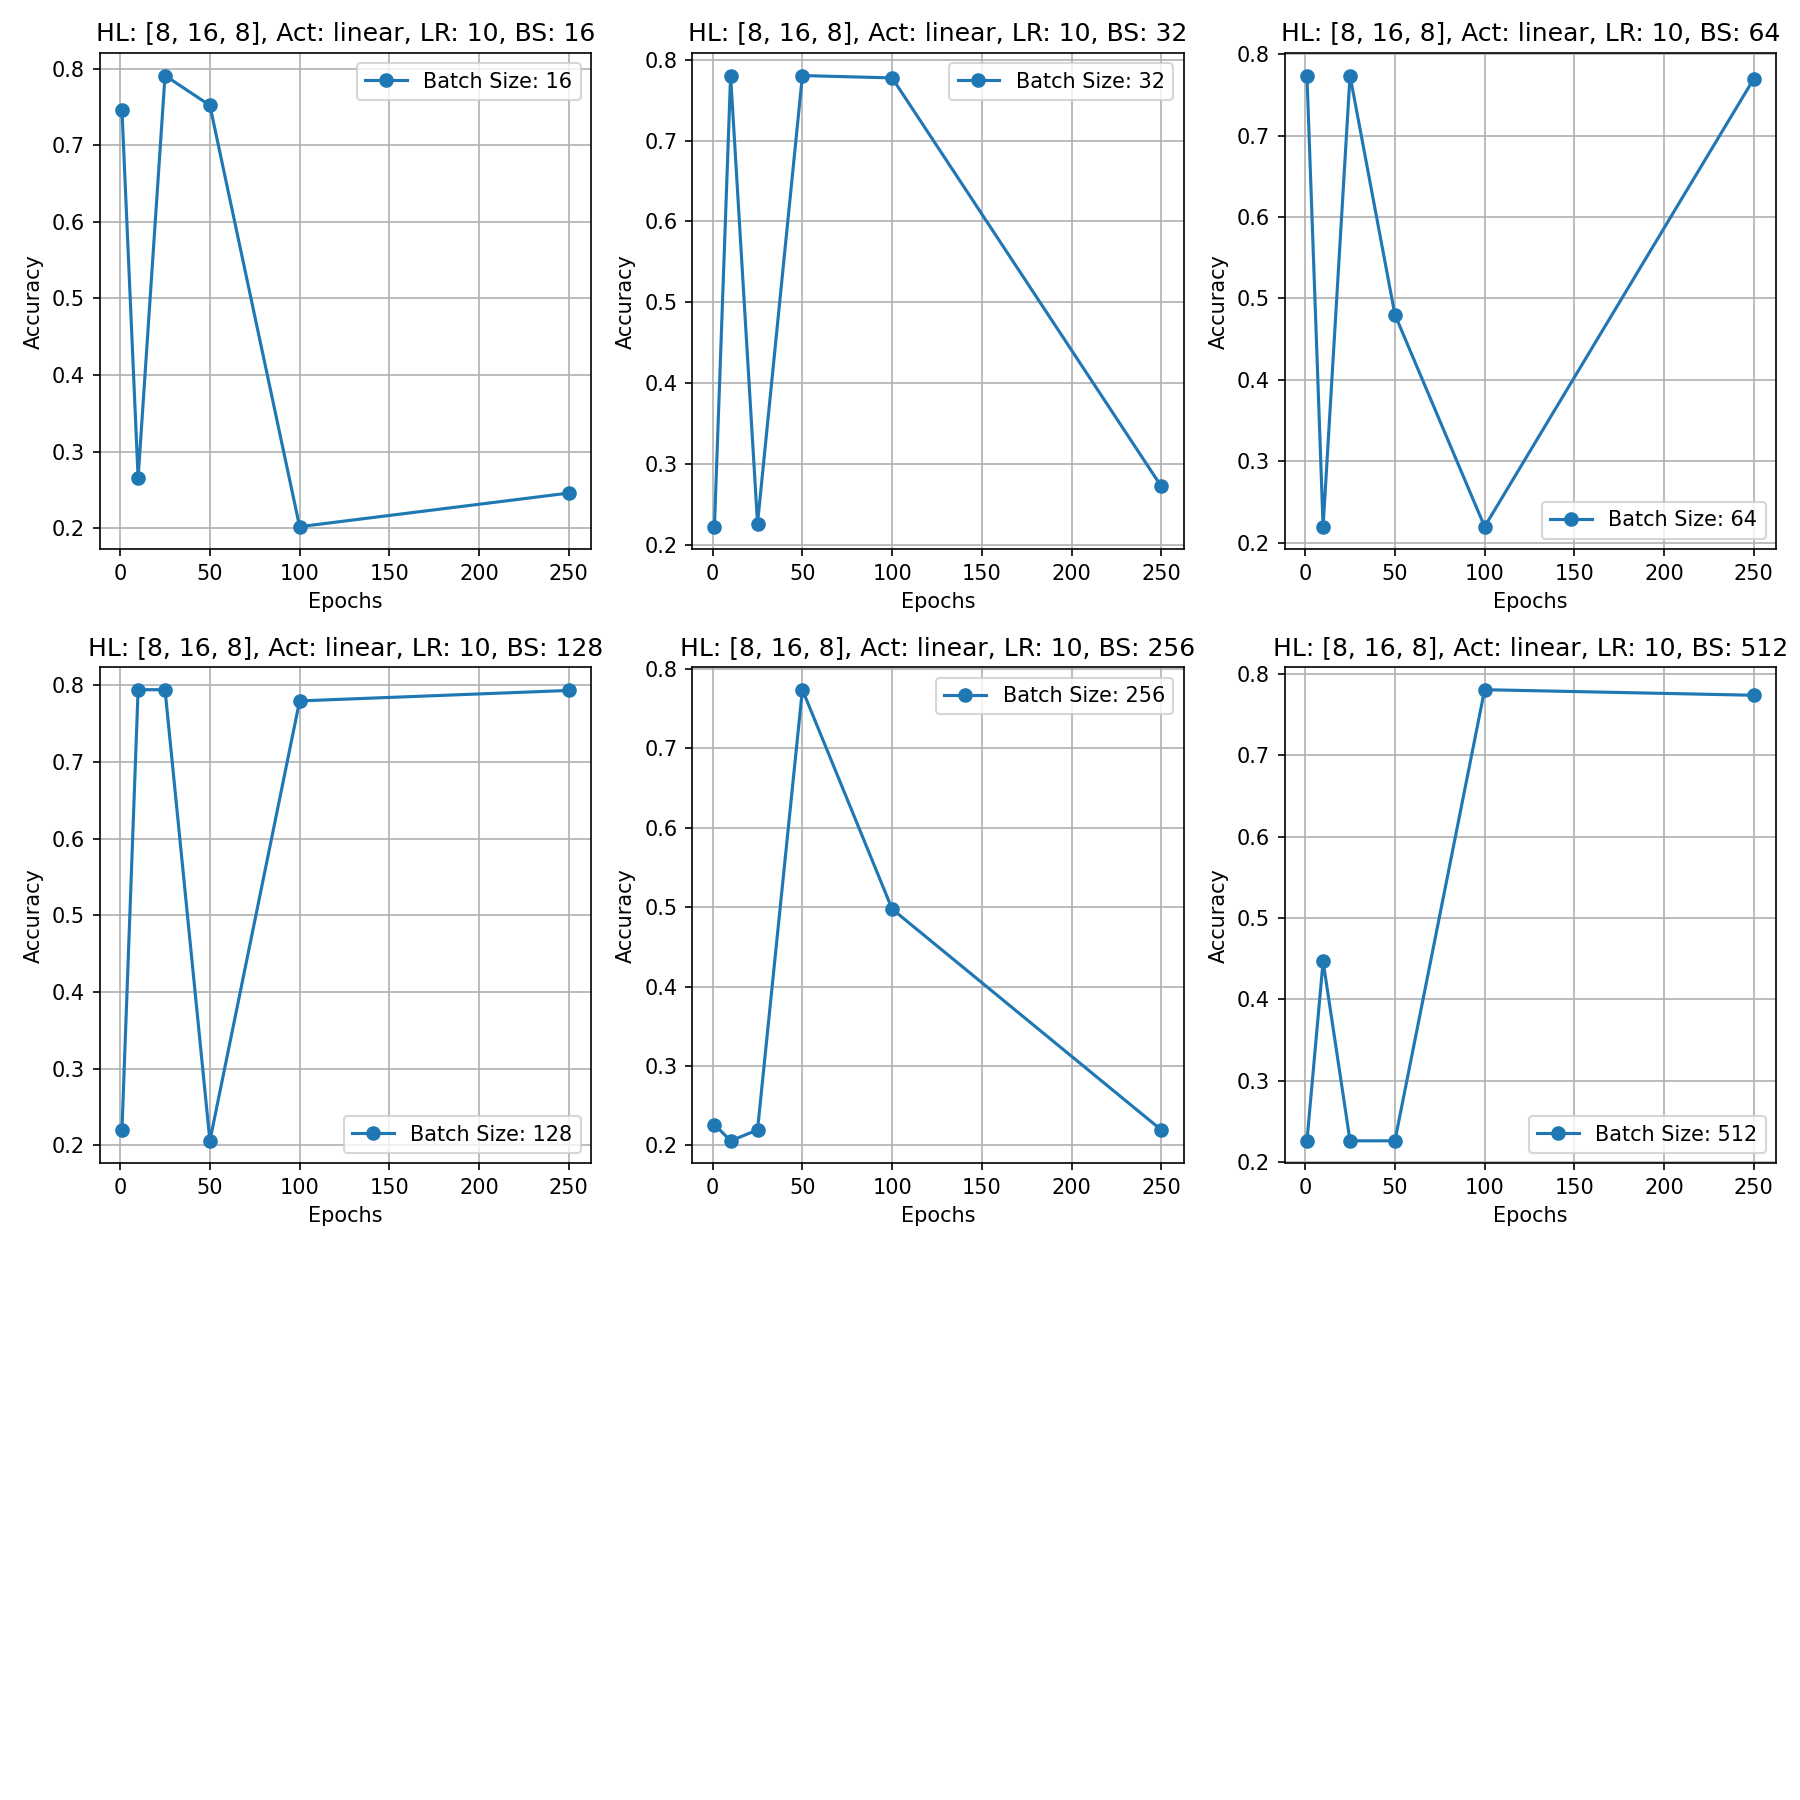 HL: [8, 16, 8], Act: linear, LR: 10, BS: 16
Batch Size: 16
Accuracy
0.8
0.7
0.6
0.5
0.4
0.3
0.2
0 50 100 150 200 250
Epochs
HL: [8, 16, 8], Act: linear, LR: 10, BS: 32
Batch Size: 32
Accuracy
0.8
0.7
0.6
0.5
0.4
0.3
0.2
0 50 100 150 200 250
Epochs
HL: [8, 16, 8], Act: linear, LR: 10, BS: 64
Accuracy
0.8
0.7
0.6
0.5
0.4
0.3
0.2
Batch Size: 64
0 50 100 150 200 250
Epochs
HL: [8, 16, 8], Act: linear, LR: 10, BS: 128
Accuracy
0.8
0.7
0.6
0.5
0.4
0.3
0.2
Batch Size: 128
0 50 100 150 200 250
Epochs
HL: [8, 16, 8], Act: linear, LR: 10, BS: 256
Batch Size: 256
Accuracy
0.8
0.7
0.6
0.5
0.4
0.3
0.2
0 50 100 150 200 250
Epochs
HL: [8, 16, 8], Act: linear, LR: 10, BS: 512
Accuracy
0.8
0.7
0.6
0.5
0.4
0.3
0.2
Batch Size: 512
0 50 100 150 200 250
Epochs